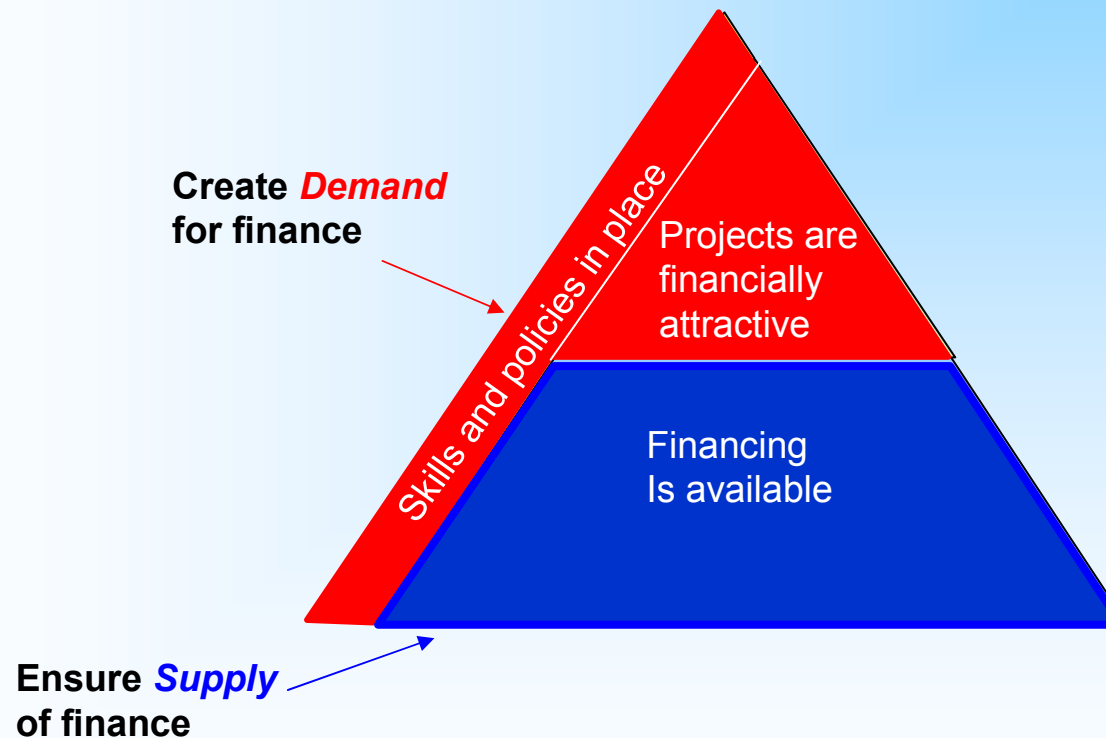 Create Demand
for finance
Skills and policies in place
Projects are
financially
attractive
Financing
Is available
Ensure Supply
of finance